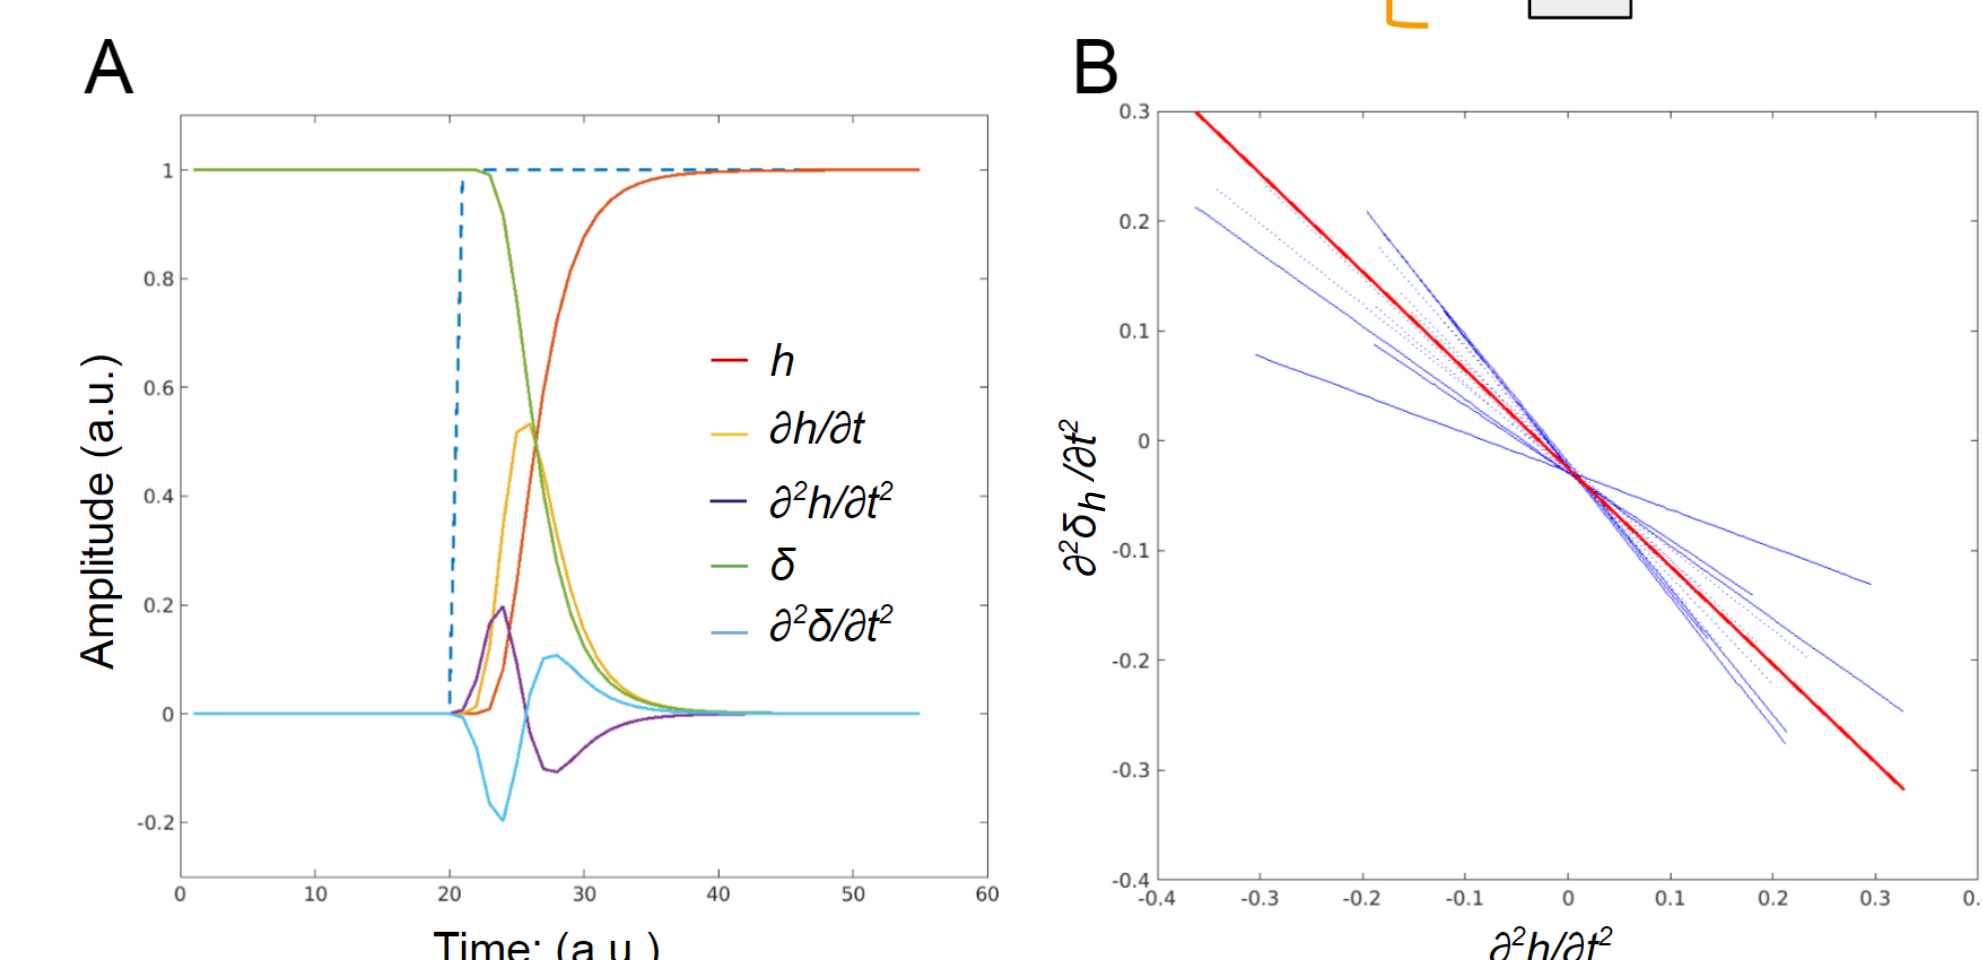 A
B
1
0.8
0.6
0.4
0.2
0
-0.2
0
10
20
30
40
50
60
Amplitude (a.u.)
Time: (a.u.)
h
∂h/∂t
∂²h/∂t²
δ
∂²δ/∂t²
0.3
0.2
0.1
0
-0.1
-0.2
-0.3
-0.4
-0.4
-0.3
-0.2
-0.1
0
0.1
0.2
0.3
0.
∂²δₕ/∂t²
∂²h/∂t²